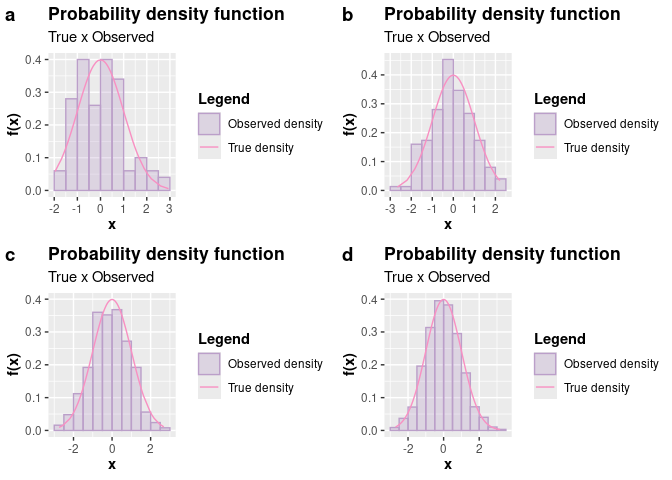 a
Probability density function
True x Observed
0.4
0.3
0.2
0.1
0.0
-2 -1 0 1 2 3
f(x)
x
Legend
Observed density
True density
b
Probability density function
True x Observed
0.4
0.3
0.2
0.1
0.0
-3 -2 -1 0 1 2
f(x)
x
Legend
Observed density
True density
c
Probability density function
True x Observed
0.4
0.3
0.2
0.1
0.0
-2 0 2
f(x)
x
Legend
Observed density
True density
d
Probability density function
True x Observed
0.4
0.3
0.2
0.1
0.0
-2 0 2
f(x)
x
Legend
Observed density
True density